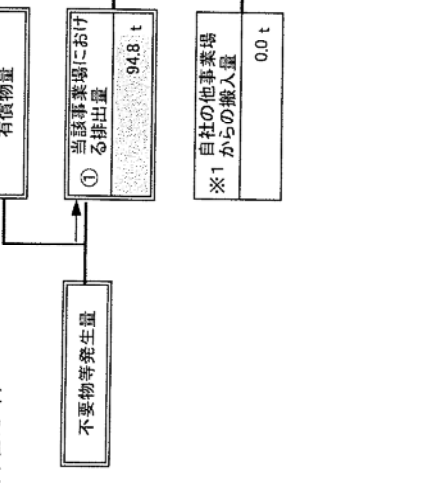 有償物量
① 当該事業場におけ
る排出量
94.8 t
※1 自社の他事業場
からの搬入量
0.0 t
不要物等発生量